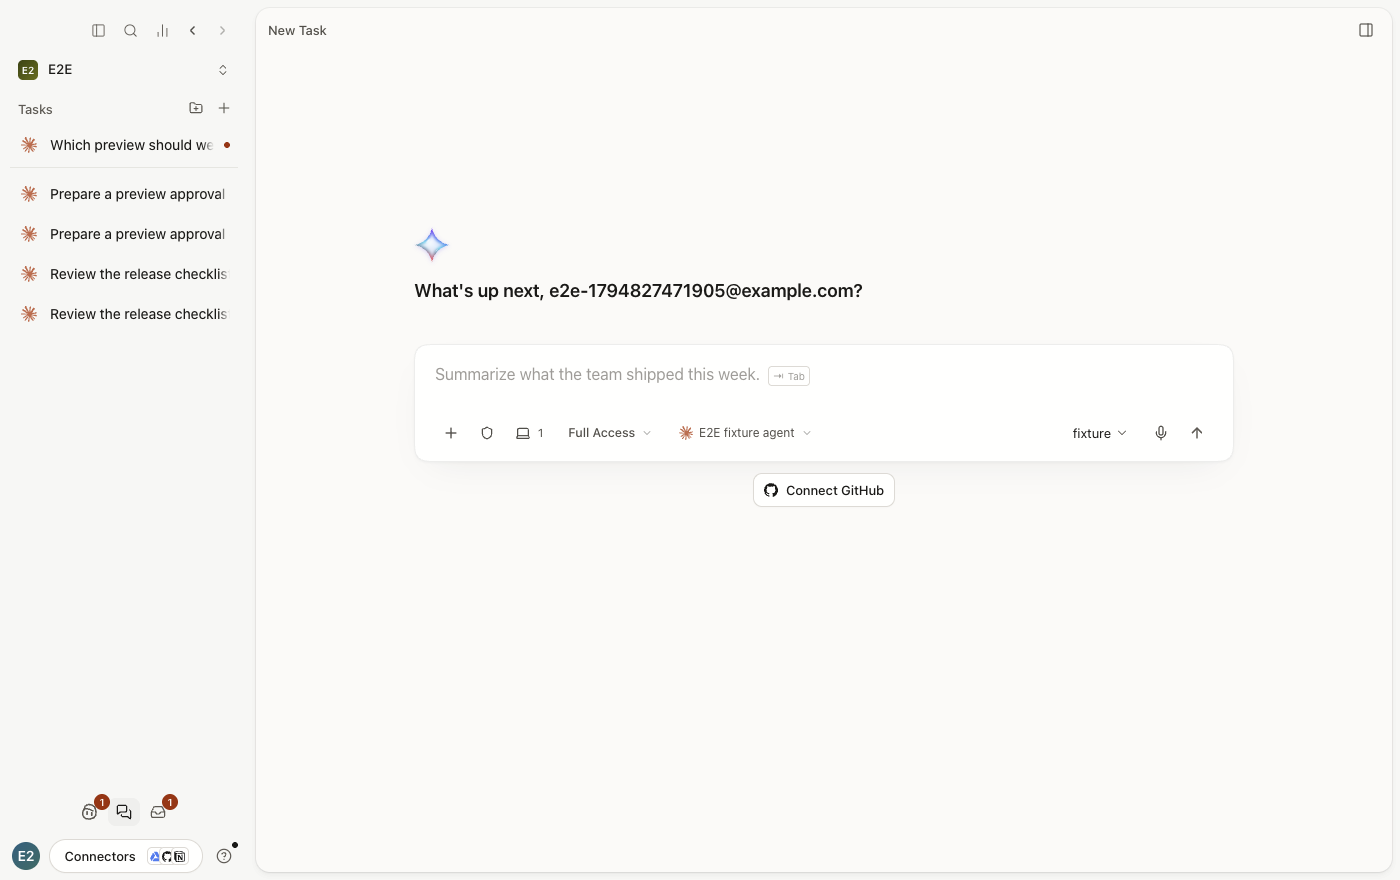 New Task
E2 E2E
Tasks
Which preview should we
Prepare a preview approval
Prepare a preview approval
Review the release checklis
Review the release checklis
What's up next, e2e-1794827471905@example.com?
Summarize what the team shipped this week. Tab
1 Full Access E2E fixture agent fixture
Connect GitHub
1 1
E2 Connectors